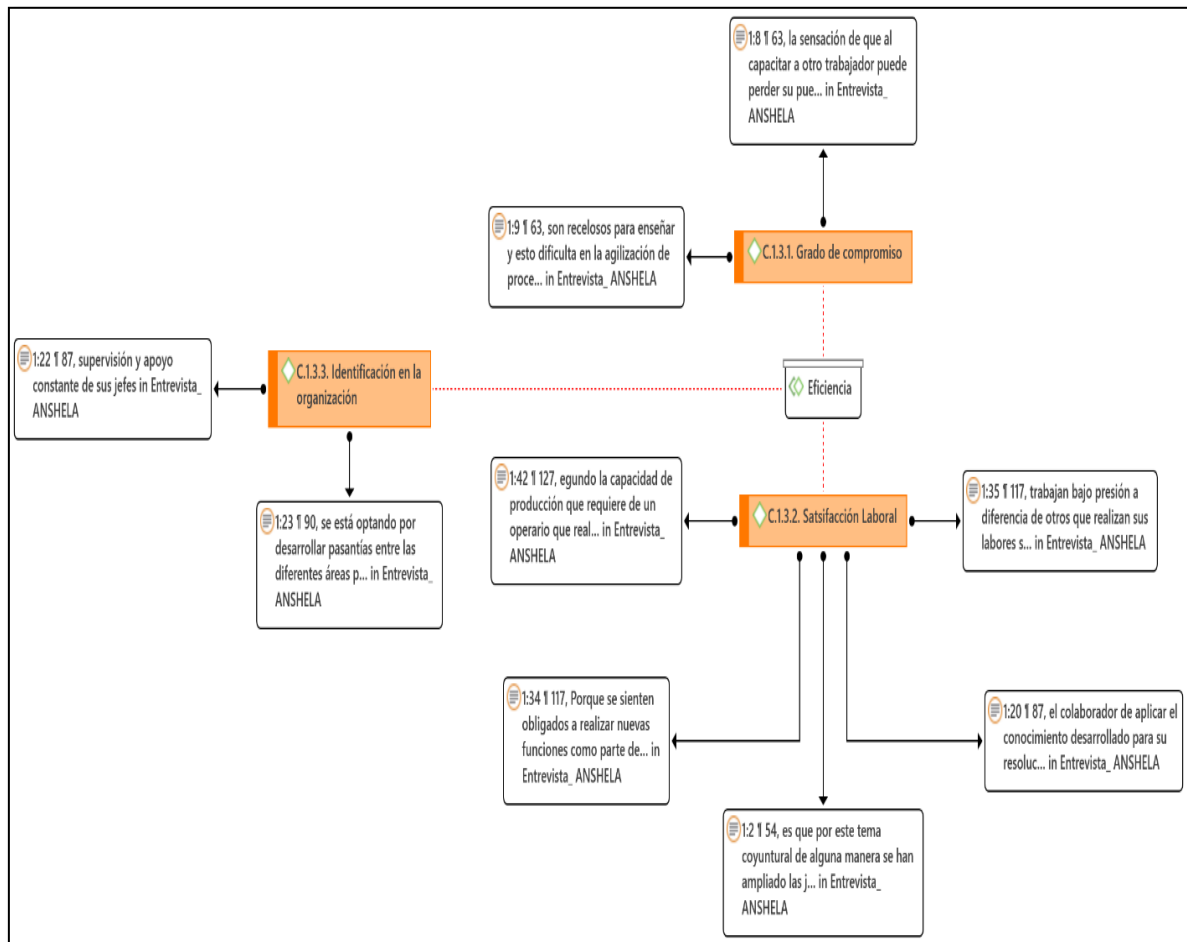 1:8 ¶ 63, la sensación de que al
capacitar a otro trabajador puede
perder su pue... in Entrevista_
ANSHELA
1:9 ¶ 63, son recelosos para enseñar
y esto dificulta en la agilización de
proce... in Entrevista_ ANSHELA
C.1.3.1. Grado de compromiso
1:22 ¶ 87, supervisión y apoyo
constante de sus jefes in Entrevista_
ANSHELA
C.1.3.3. Identificación en la
organización
Eficiencia
1:23 ¶ 90, se está optando por
desarrollar pasantías entre las
diferentes áreas p... in Entrevista_
ANSHELA
1:42 ¶ 127, egundo la capacidad de
producción que requiere de un
operario que real... in Entrevista_
ANSHELA
C.1.3.2. Satsifacción Laboral
1:35 ¶ 117, trabajan bajo presión a
diferencia de otros que realizan sus
labores s... in Entrevista_ ANSHELA
1:34 ¶ 117, Porque se sienten
obligados a realizar nuevas
funciones como parte de... in
Entrevista_ ANSHELA
1:20 ¶ 87, el colaborador de aplicar el
conocimiento desarrollado para su
resoluc... in Entrevista_ ANSHELA
1:2 ¶ 54, es que por este tema
coyuntural de alguna manera se han
ampliado las j... in Entrevista_
ANSHELA